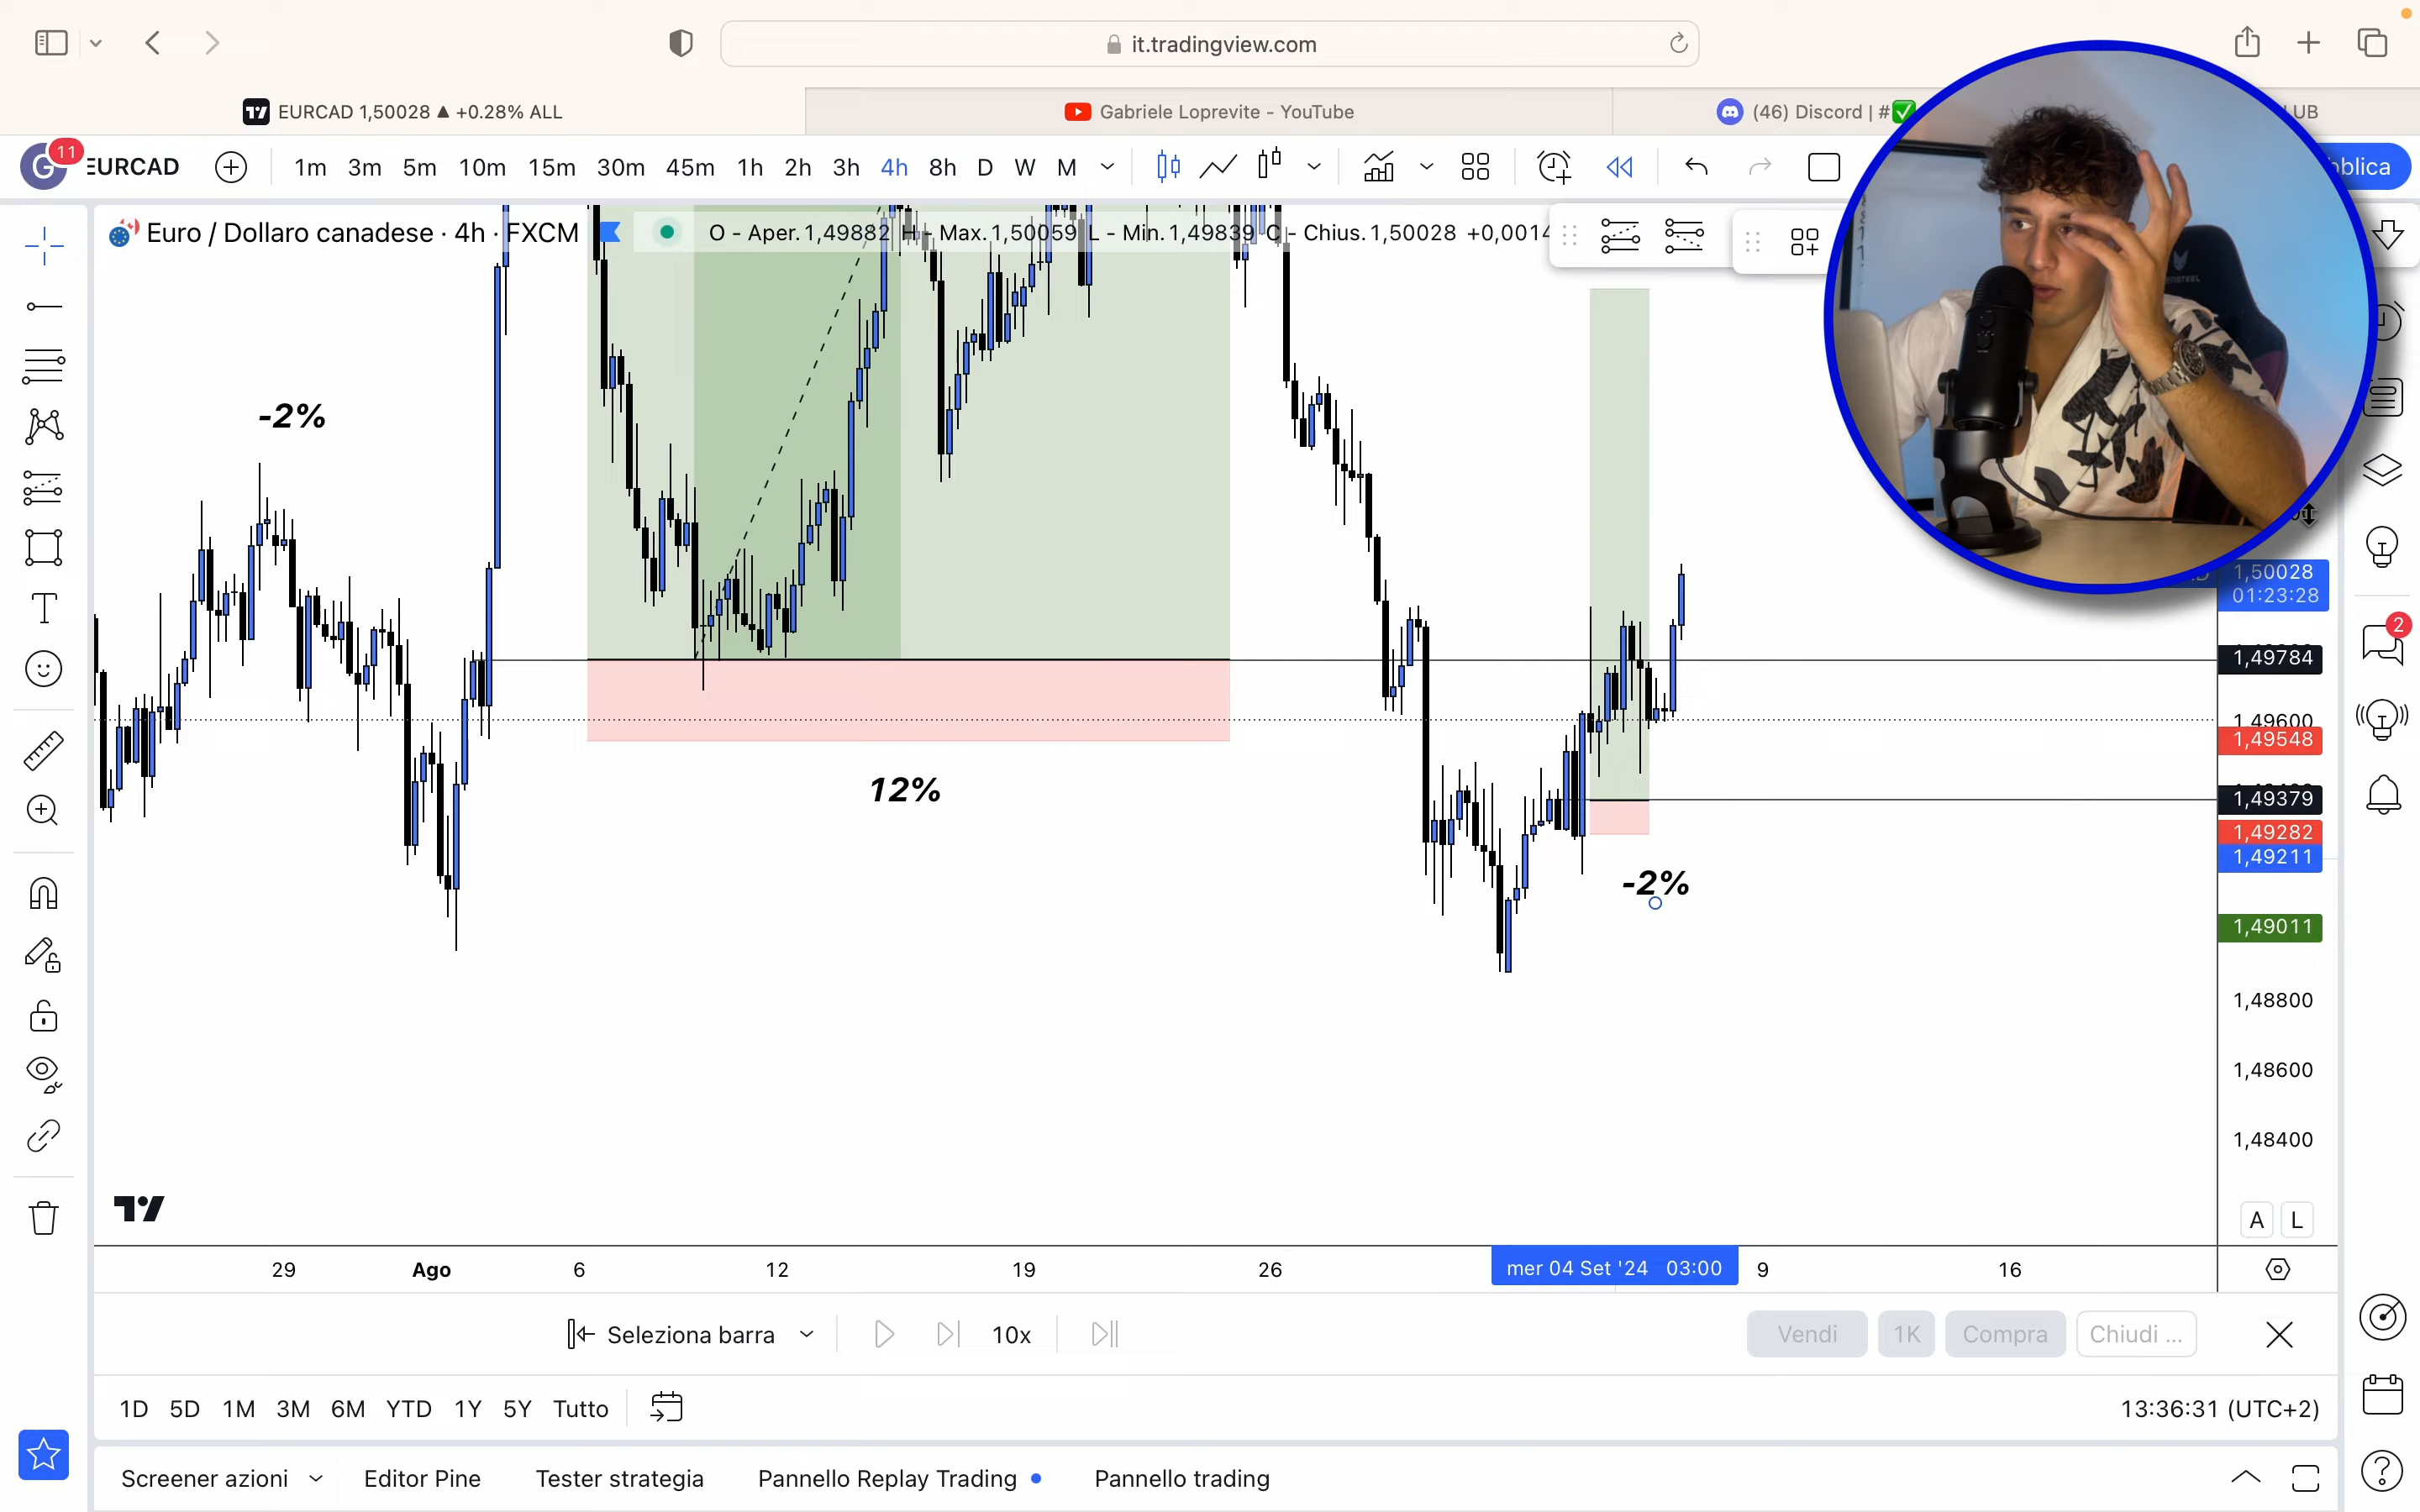 it.tradingview.com
EURCAD 1,50028 ▲ +0.28% ALL
Gabriele Loprevite - YouTube
(46) Discord | #✅
UB
G
11
EURCAD
1m 3m 5m 10m 15m 30m 45m 1h 2h 3h 4h 8h D W M
bblica
Euro / Dollaro canadese · 4h · FXCM
O - Aper. 1,49882 H - Max. 1,50059 L - Min. 1,49839 C - Chius. 1,50028 +0,0014
-2%
12%
-2%
1,50028
01:23:28
2
1,49784
1,49600
1,49548
1,49379
1,49282
1,49211
1,49011
1,48800
1,48600
1,48400
A L
29 Ago 6 12 19 26 mer 04 Set '24 03:00 9 16
Seleziona barra 10x Vendi 1K Compra Chiudi ...
1D 5D 1M 3M 6M YTD 1Y 5Y Tutto 13:36:31 (UTC+2)
Screener azioni Editor Pine Tester strategia Pannello Replay Trading Pannello trading